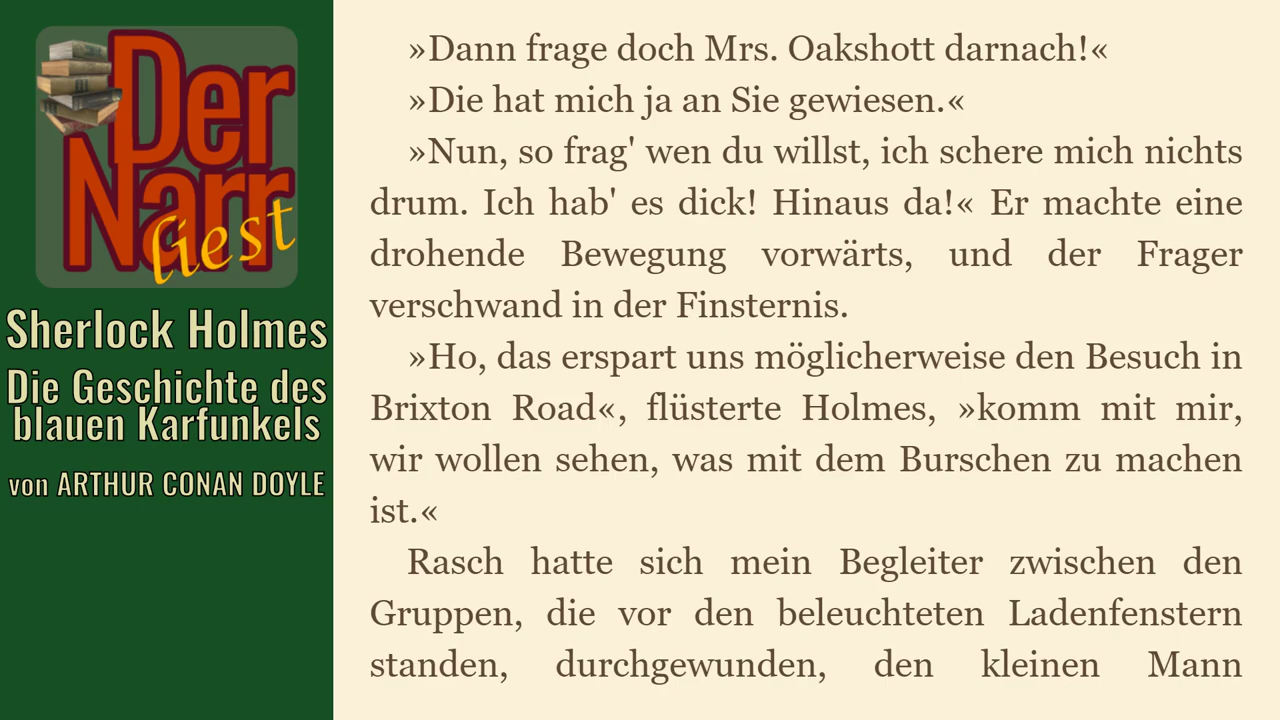 Der
Narr
liest
Sherlock Holmes
Die Geschichte des
blauen Karfunkels
von ARTHUR CONAN DOYLE
»Dann frage doch Mrs. Oakshott darnach!«
»Die hat mich ja an Sie gewiesen.«
»Nun, so frag' wen du willst, ich schere mich nichts
drum. Ich hab' es dick! Hinaus da!« Er machte eine
drohende Bewegung vorwärts, und der Frager
verschwand in der Finsternis.
»Ho, das erspart uns möglicherweise den Besuch in
Brixton Road«, flüsterte Holmes, »komm mit mir,
wir wollen sehen, was mit dem Burschen zu machen
ist.«
Rasch hatte sich mein Begleiter zwischen den
Gruppen, die vor den beleuchteten Ladenfenstern
standen, durchgewunden, den kleinen Mann